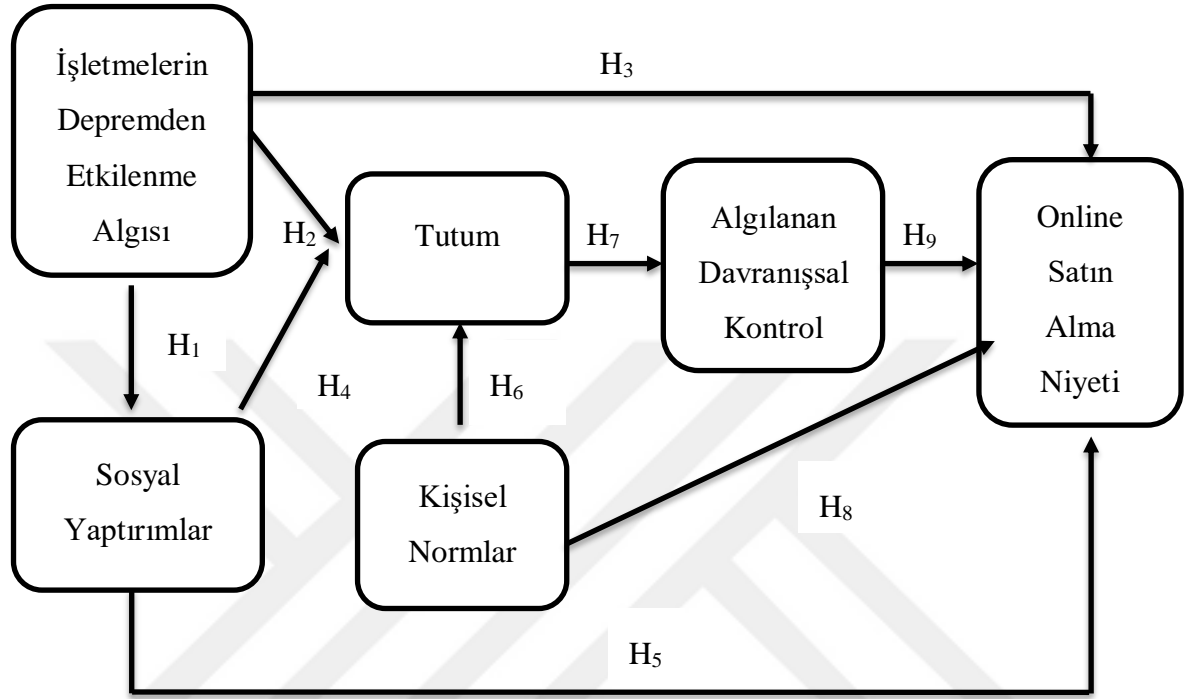 İşletmelerin
Depremden
Etkilenme
Algısı
H₃
H₂
Tutum
H₇
Algılanan
Davranışsal
Kontrol
H₉
Online
Satın
Alma
Niyeti
H₁
H₄
H₆
Sosyal
Yaptırımlar
Kişisel
Normlar
H₈
H₅